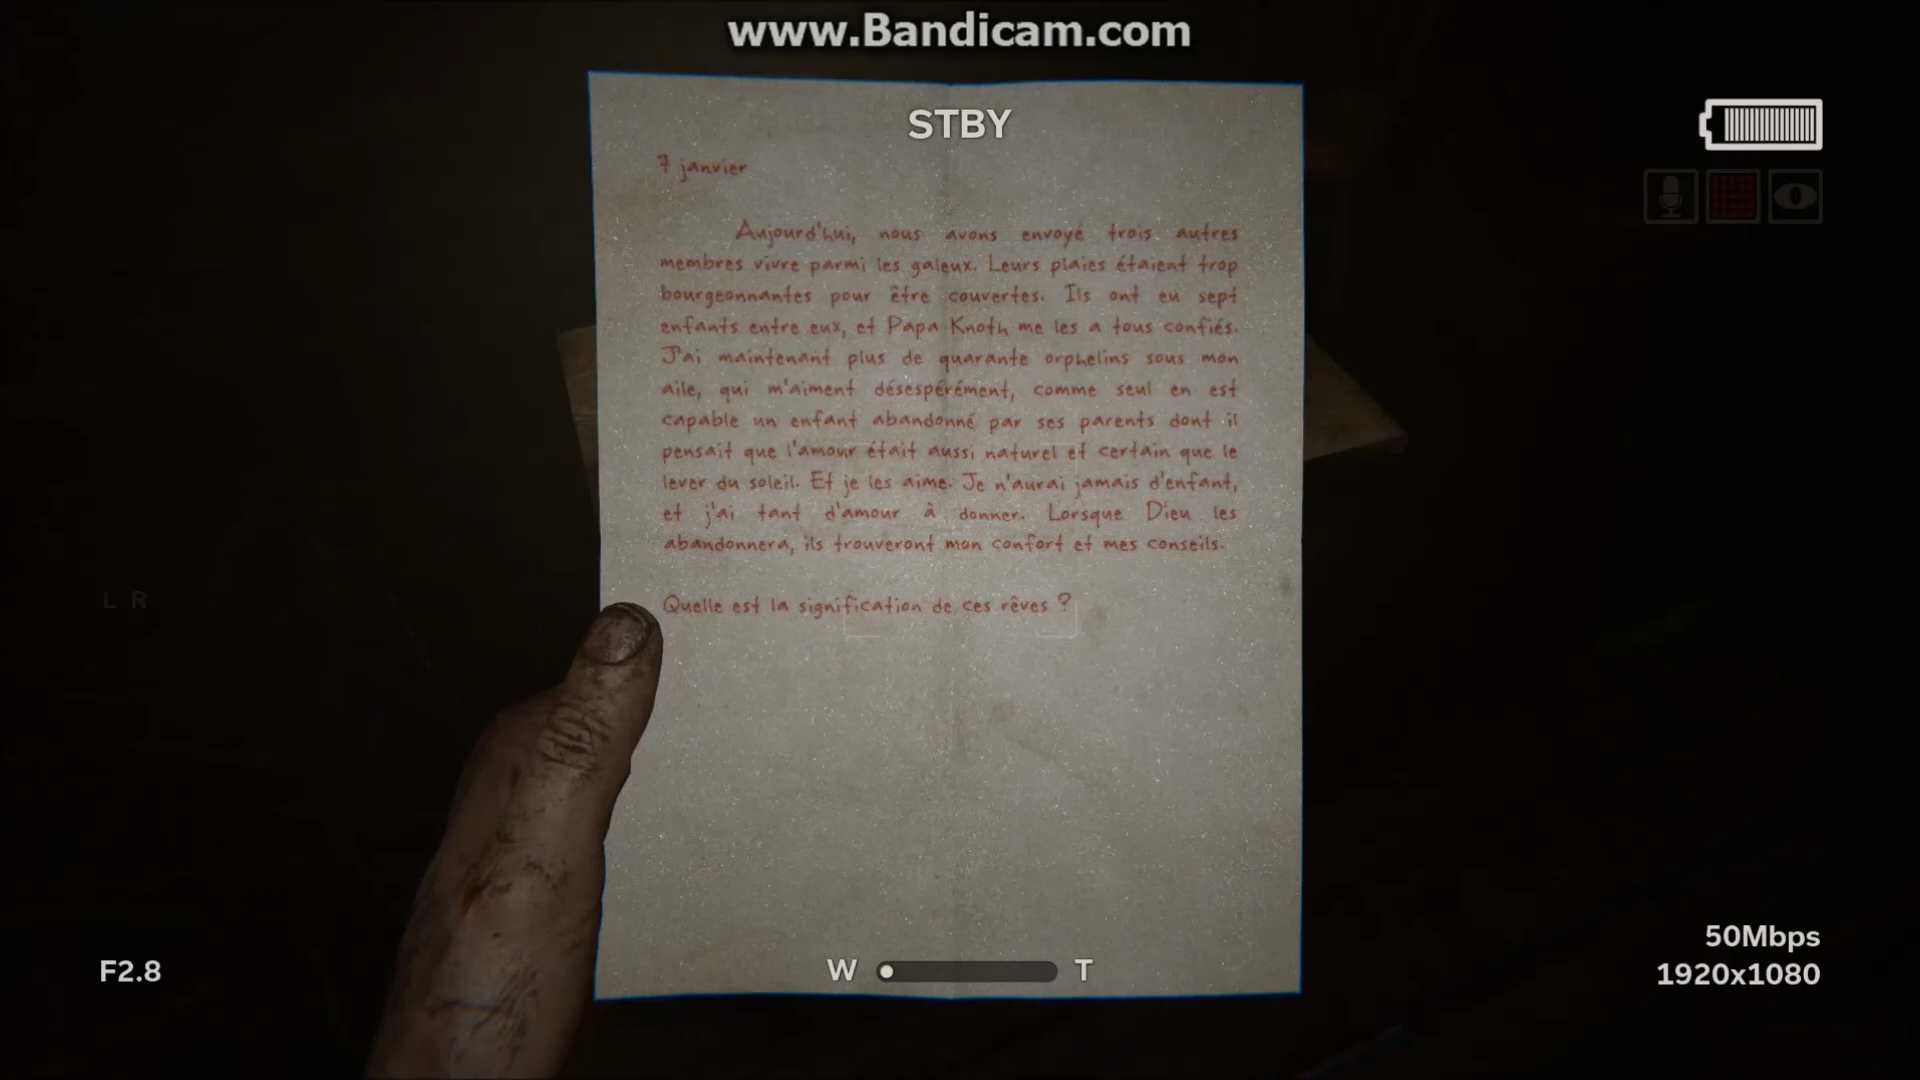 www.Bandicam.com
STBY
7 janvier
Aujourd'hui, nous avons envoyé trois autres
membres vivre parmi les galeux. Leurs plaies étaient trop
bourgeonnantes pour être couvertes. Ils ont eu sept
enfants entre eux, et Papa Knoth me les a tous confiés.
J'ai maintenant plus de quarante orphelins sous mon
aile, qui m'aiment désespérément, comme seul en est
capable un enfant abandonné par ses parents dont il
pensait que l'amour était aussi naturel et certain que le
lever du soleil. Et je les aime. Je n'aurai jamais d'enfant,
et j'ai tant d'amour à donner. Lorsque Dieu les
abandonnera, ils trouveront mon confort et mes conseils.
Quelle est la signification de ces rêves ?
L R
F2.8
W T
50Mbps
1920x1080